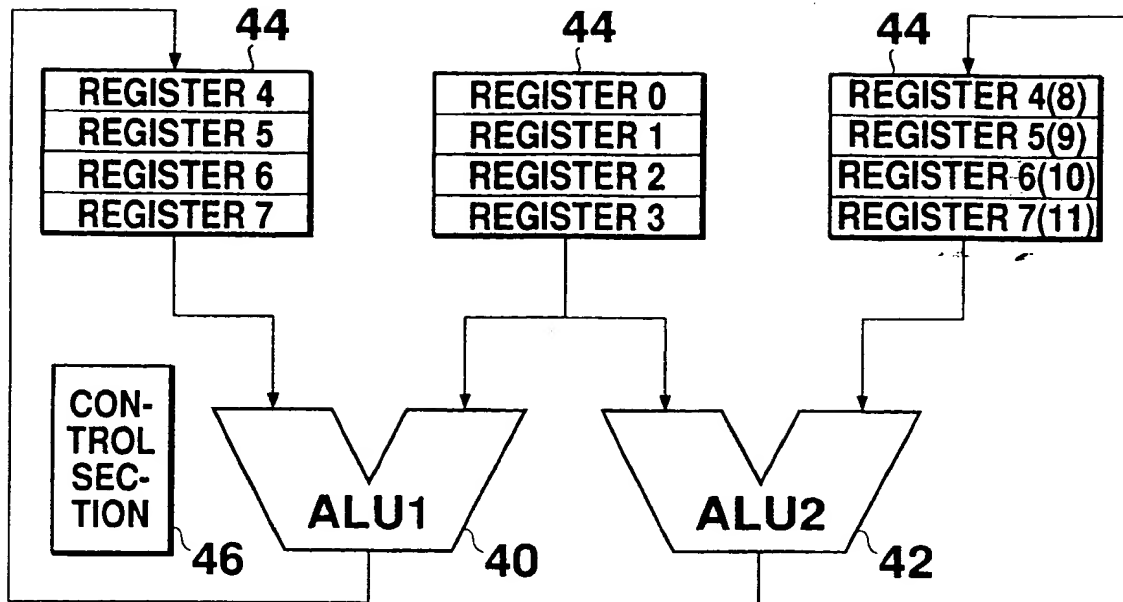 44
REGISTER 4
REGISTER 5
REGISTER 6
REGISTER 7
44
REGISTER 0
REGISTER 1
REGISTER 2
REGISTER 3
44
REGISTER 4(8)
REGISTER 5(9)
REGISTER 6(10)
REGISTER 7(11)
CON-
TROL
SEC-
TION
46
ALU1
40
ALU2
42